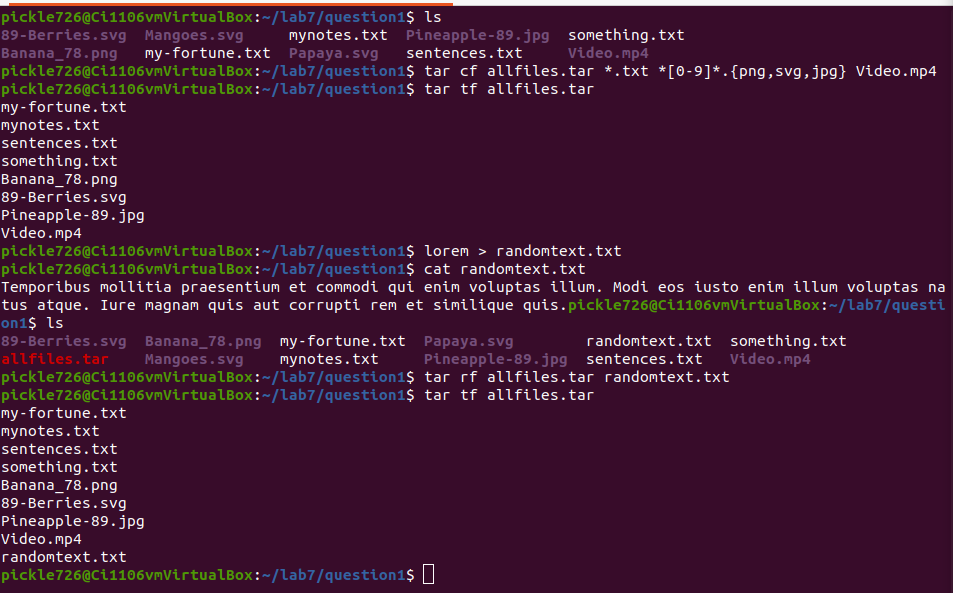 pickle726@Ci1106vmVirtualBox:~/lab7/question1$ ls
89-Berries.svg  Mangoes.svg     mynotes.txt  Pineapple-89.jpg  something.txt
Banana_78.png   my-fortune.txt  Papaya.svg   sentences.txt     Video.mp4
pickle726@Ci1106vmVirtualBox:~/lab7/question1$ tar cf allfiles.tar *.txt *[0-9]*.{png,svg,jpg} Video.mp4
pickle726@Ci1106vmVirtualBox:~/lab7/question1$ tar tf allfiles.tar
my-fortune.txt
mynotes.txt
sentences.txt
something.txt
Banana_78.png
89-Berries.svg
Pineapple-89.jpg
Video.mp4
pickle726@Ci1106vmVirtualBox:~/lab7/question1$ lorem > randomtext.txt
pickle726@Ci1106vmVirtualBox:~/lab7/question1$ cat randomtext.txt
Temporibus mollitia praesentium et commodi qui enim voluptas illum. Modi eos iusto enim illum voluptas na
tus atque. Iure magnam quis aut corrupti rem et similique quis.pickle726@Ci1106vmVirtualBox:~/lab7/questi
on1$ ls
89-Berries.svg  Banana_78.png  my-fortune.txt  Papaya.svg        randomtext.txt  something.txt
allfiles.tar    Mangoes.svg    mynotes.txt     Pineapple-89.jpg  sentences.txt   Video.mp4
pickle726@Ci1106vmVirtualBox:~/lab7/question1$ tar rf allfiles.tar randomtext.txt
pickle726@Ci1106vmVirtualBox:~/lab7/question1$ tar tf allfiles.tar
my-fortune.txt
mynotes.txt
sentences.txt
something.txt
Banana_78.png
89-Berries.svg
Pineapple-89.jpg
Video.mp4
randomtext.txt
pickle726@Ci1106vmVirtualBox:~/lab7/question1$